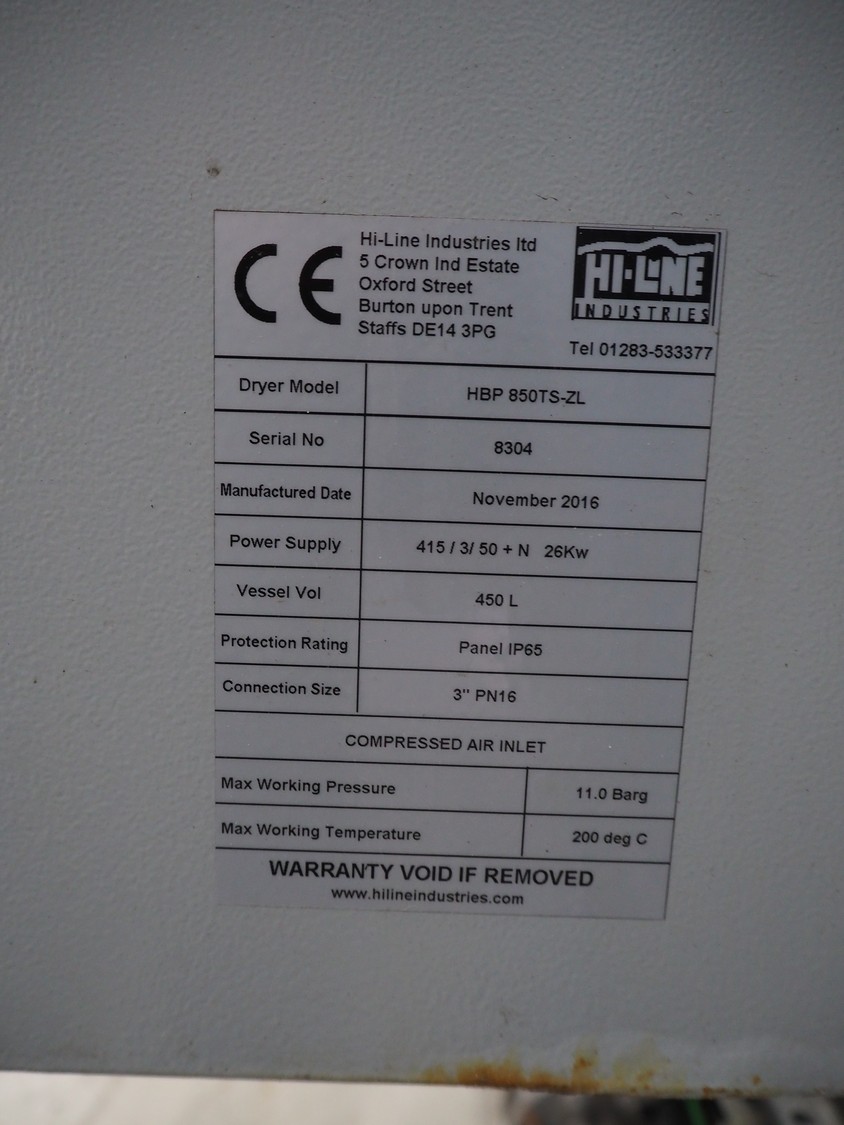 CE
Hi-Line Industries ltd
5 Crown Ind Estate
Oxford Street
Burton upon Trent
Staffs DE14 3PG
HI-LINE
INDUSTRIES
Tel 01283-533377
Dryer Model HBP 850TS-ZL
Serial No 8304
Manufactured Date November 2016
Power Supply 415 / 3/ 50 + N 26Kw
Vessel Vol 450 L
Protection Rating Panel IP65
Connection Size 3" PN16
COMPRESSED AIR INLET
Max Working Pressure 11.0 Barg
Max Working Temperature 200 deg C
WARRANTY VOID IF REMOVED
www.hilineindustries.com